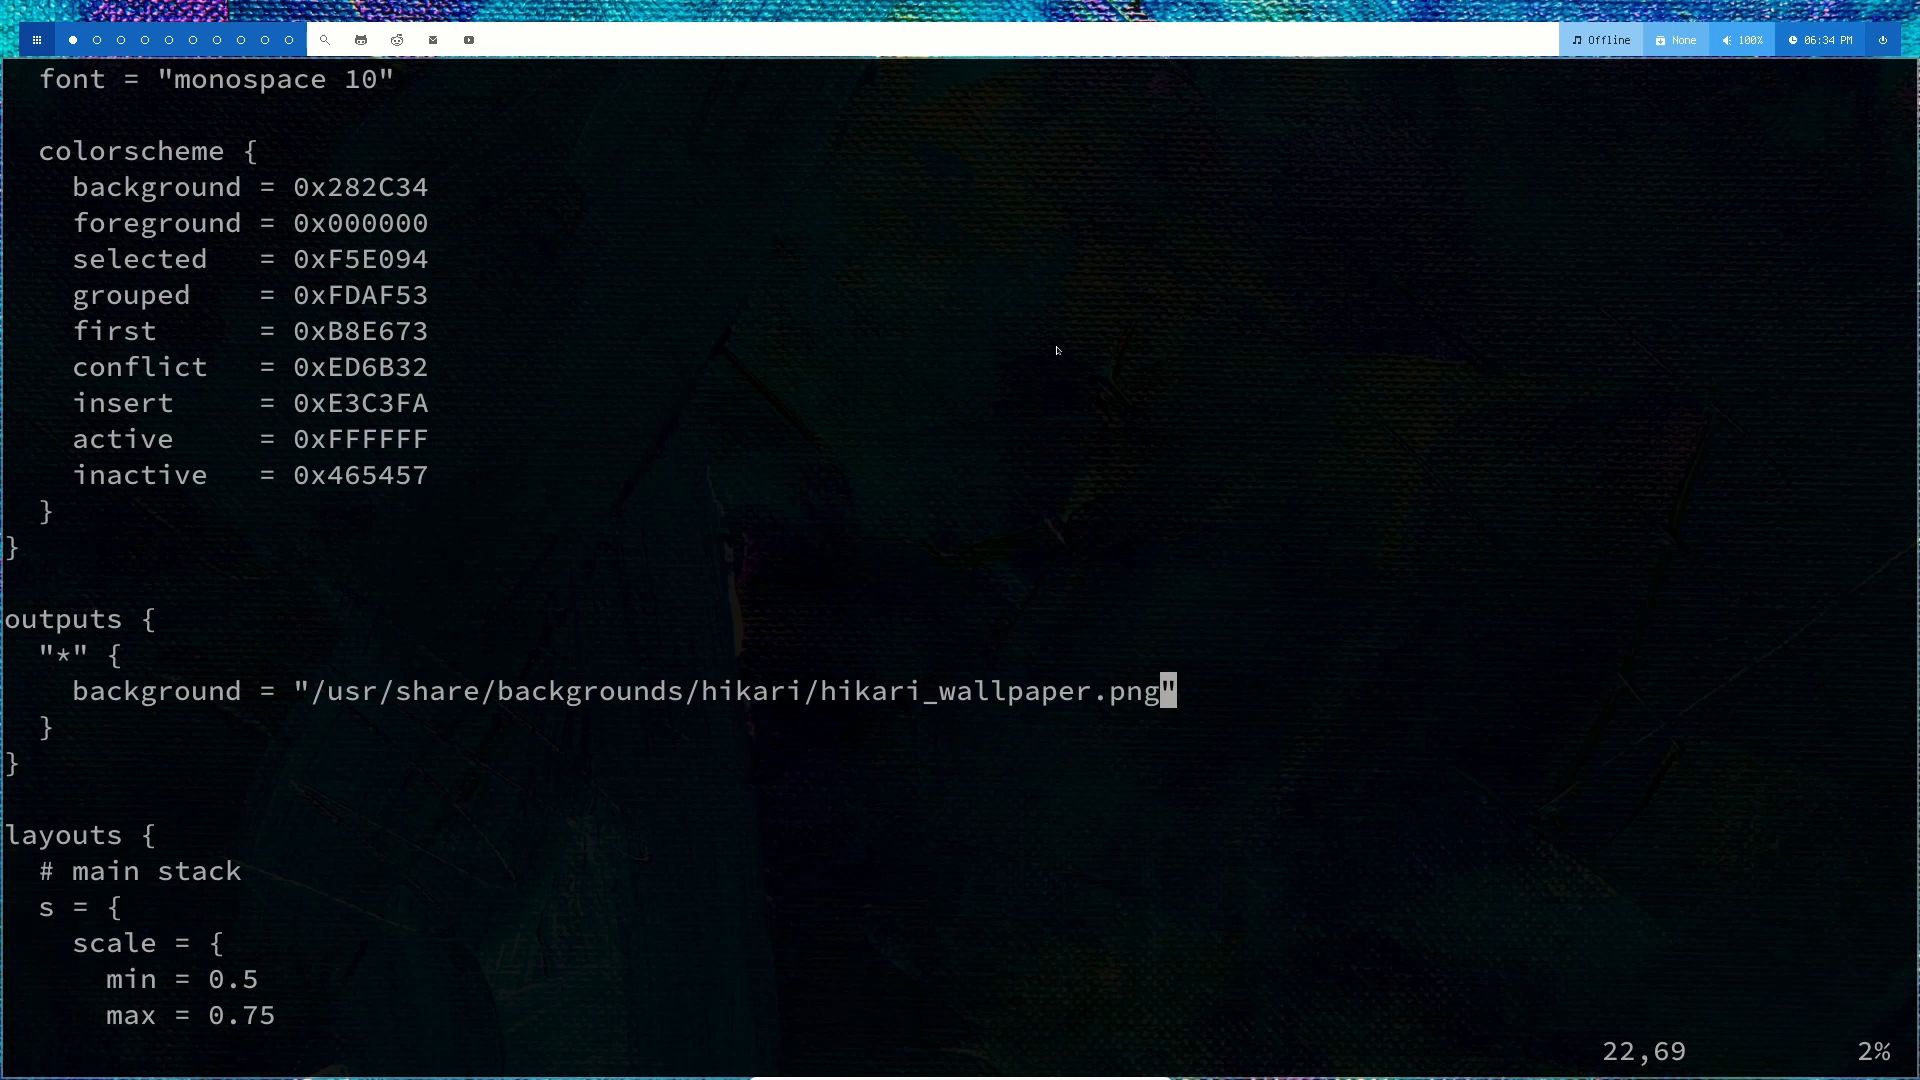 Offline None 100% 06:34 PM
font = "monospace 10"
colorscheme {
background = 0x282C34
foreground = 0x000000
selected = 0xF5E094
grouped = 0xFDAF53
first = 0xB8E673
conflict = 0xED6B32
insert = 0xE3C3FA
active = 0xFFFFFF
inactive = 0x465457
}
}
outputs {
"*" {
background = "/usr/share/backgrounds/hikari/hikari_wallpaper.png"
}
}
layouts {
# main stack
s = {
scale = {
min = 0.5
max = 0.75
22,69 2%